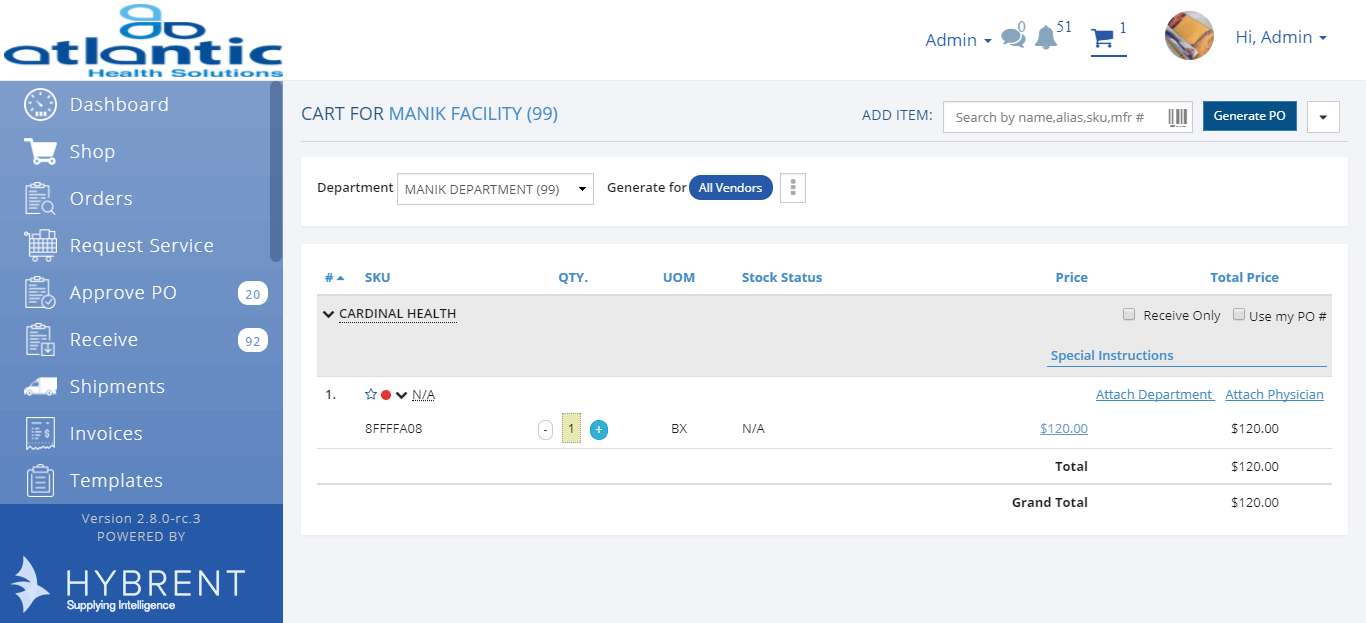 atlantic
Health Solutions
Admin 0 51 1 Hi, Admin
Dashboard
Shop
Orders
Request Service
Approve PO 20
Receive 92
Shipments
Invoices
Templates
Version 2.8.0-rc.3
POWERED BY
HYBRENT
Supplying Intelligence
CART FOR MANIK FACILITY (99) ADD ITEM: Search by name,alias,sku,mfr # Generate PO
Department MANIK DEPARTMENT (99) Generate for All Vendors
# SKU QTY. UOM Stock Status Price Total Price
CARDINAL HEALTH Receive Only Use my PO #
Special Instructions
1. N/A Attach Department Attach Physician
8FFFFA08 - 1 + BX N/A $120.00 $120.00
Total $120.00
Grand Total $120.00